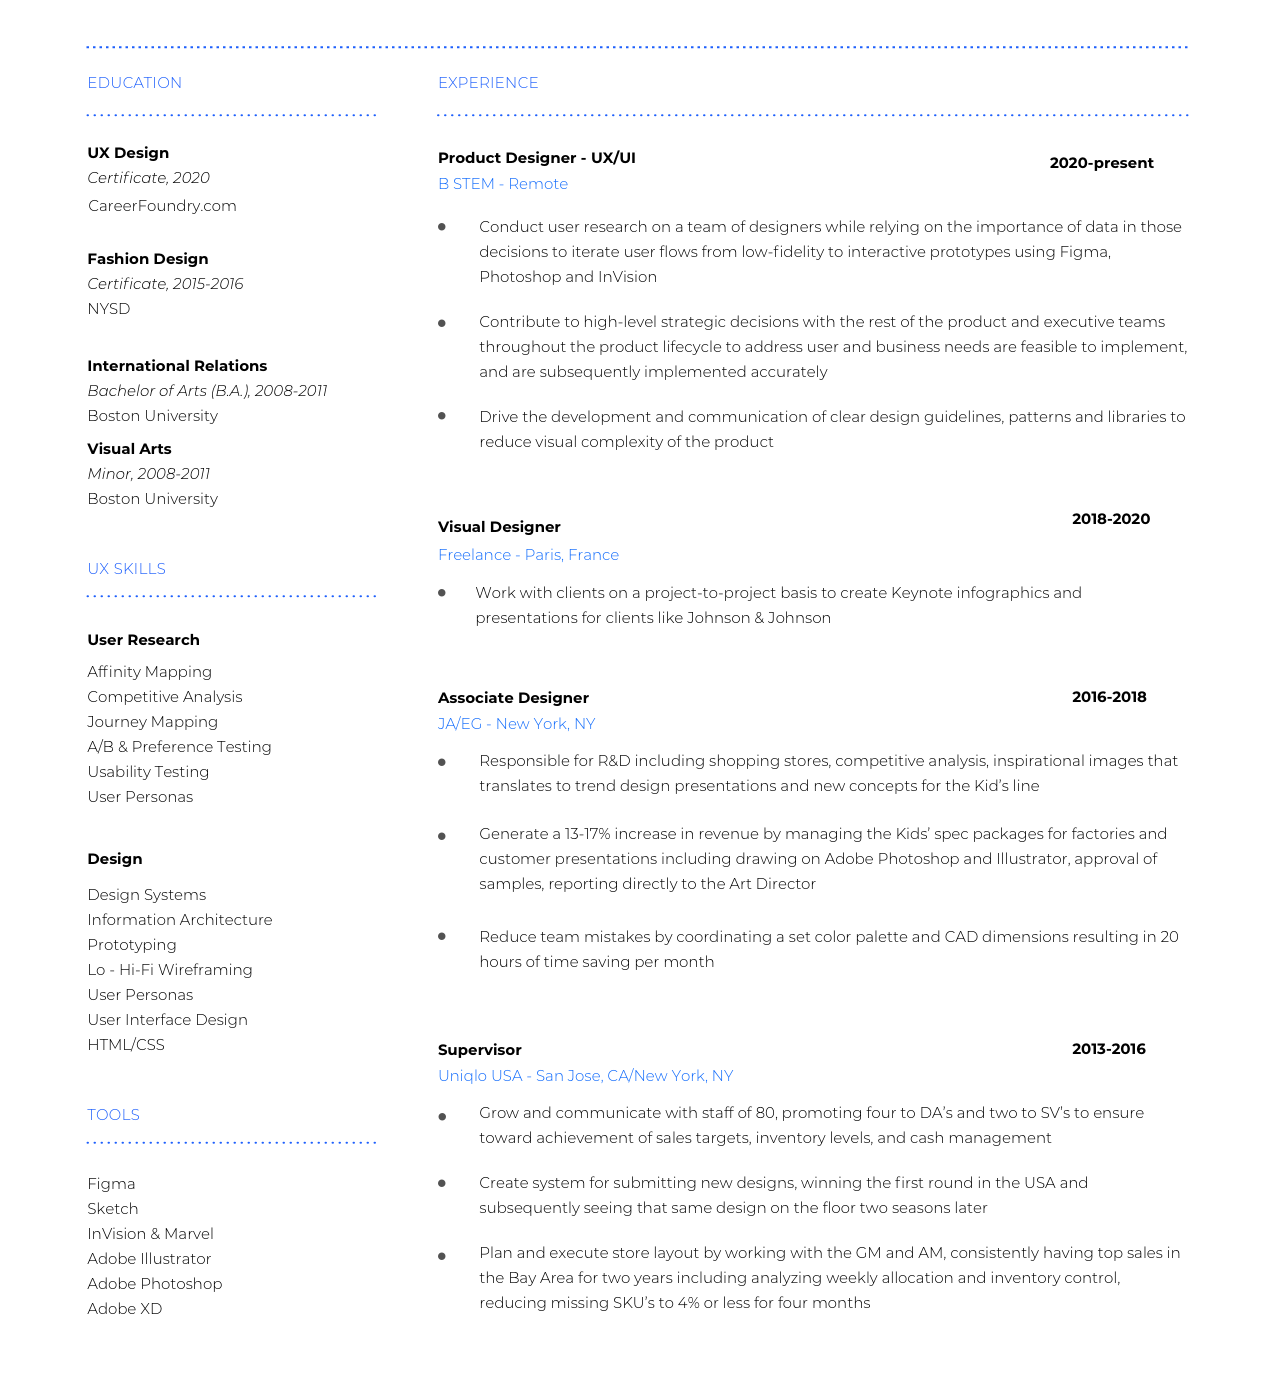 EDUCATION
UX Design
Certificate, 2020
CareerFoundry.com
Fashion Design
Certificate, 2015-2016
NYSD
International Relations
Bachelor of Arts (B.A.), 2008-2011
Boston University
Visual Arts
Minor, 2008-2011
Boston University
UX SKILLS
User Research
Affinity Mapping
Competitive Analysis
Journey Mapping
A/B & Preference Testing
Usability Testing
User Personas
Design
Design Systems
Information Architecture
Prototyping
Lo - Hi-Fi Wireframing
User Personas
User Interface Design
HTML/CSS
TOOLS
Figma
Sketch
InVision & Marvel
Adobe Illustrator
Adobe Photoshop
Adobe XD
EXPERIENCE
Product Designer - UX/UI
2020-present
B STEM - Remote
Conduct user research on a team of designers while relying on the importance of data in those
decisions to iterate user flows from low-fidelity to interactive prototypes using Figma,
Photoshop and InVision
Contribute to high-level strategic decisions with the rest of the product and executive teams
throughout the product lifecycle to address user and business needs are feasible to implement,
and are subsequently implemented accurately
Drive the development and communication of clear design guidelines, patterns and libraries to
reduce visual complexity of the product
Visual Designer
2018-2020
Freelance - Paris, France
Work with clients on a project-to-project basis to create Keynote infographics and
presentations for clients like Johnson & Johnson
Associate Designer
2016-2018
JA/EG - New York, NY
Responsible for R&D including shopping stores, competitive analysis, inspirational images that
translates to trend design presentations and new concepts for the Kid's line
Generate a 13-17% increase in revenue by managing the Kids' spec packages for factories and
customer presentations including drawing on Adobe Photoshop and Illustrator, approval of
samples, reporting directly to the Art Director
Reduce team mistakes by coordinating a set color palette and CAD dimensions resulting in 20
hours of time saving per month
Supervisor
2013-2016
Uniqlo USA - San Jose, CA/New York, NY
Grow and communicate with staff of 80, promoting four to DA's and two to SV's to ensure
toward achievement of sales targets, inventory levels, and cash management
Create system for submitting new designs, winning the first round in the USA and
subsequently seeing that same design on the floor two seasons later
Plan and execute store layout by working with the GM and AM, consistently having top sales in
the Bay Area for two years including analyzing weekly allocation and inventory control,
reducing missing SKU's to 4% or less for four months